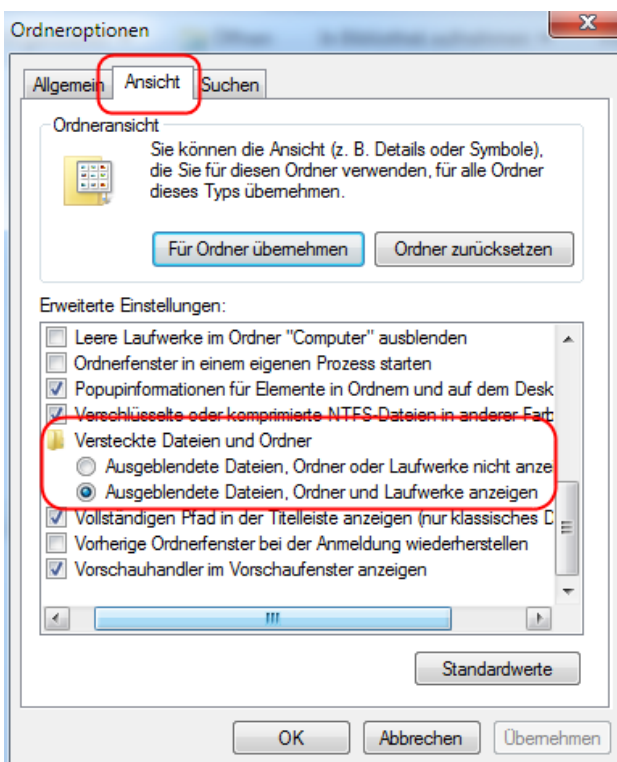 Ordneroptionen
Allgemein Ansicht Suchen
Ordneransicht
Sie können die Ansicht (z. B. Details oder Symbole),
die Sie für diesen Ordner verwenden, für alle Ordner
dieses Typs übernehmen.
Für Ordner übernehmen Ordner zurücksetzen
Erweiterte Einstellungen:
Leere Laufwerke im Ordner "Computer" ausblenden
Ordnerfenster in einem eigenen Prozess starten
Popupinformationen für Elemente in Ordnern und auf dem Desk
Verschlüsselte oder komprimierte NTFS-Dateien in anderer Farb
Versteckte Dateien und Ordner
Ausgeblendete Dateien, Ordner oder Laufwerke nicht anze
Ausgeblendete Dateien, Ordner und Laufwerke anzeigen
Vollständigen Pfad in der Titelleiste anzeigen (nur klassisches D
Vorherige Ordnerfenster bei der Anmeldung wiederherstellen
Vorschauhandler im Vorschaufenster anzeigen
Standardwerte
OK Abbrechen Übernehmen